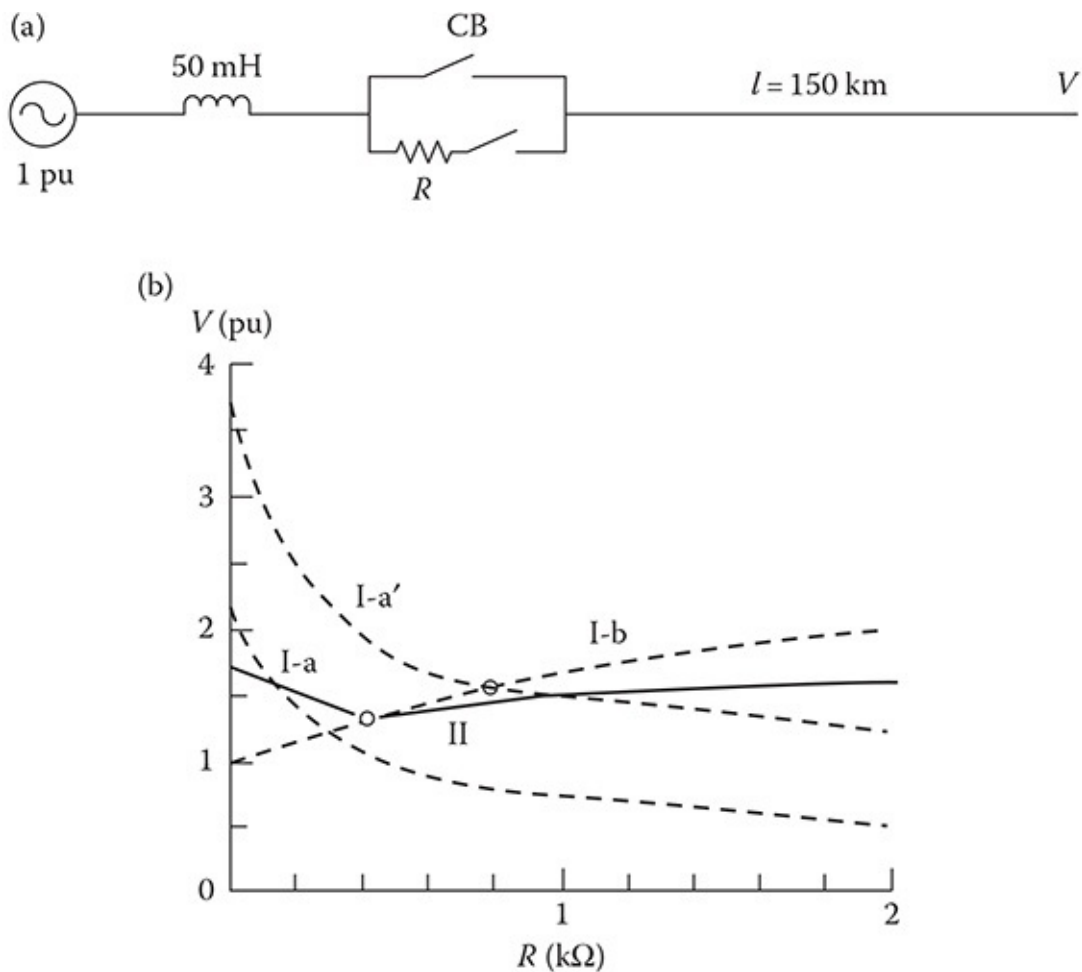 (a)
CB
50 mH
l = 150 km
V
1 pu
R
(b)
V (pu)
4
3
I-a′
2
I-b
I-a
II
1
0
1
2
R (kΩ)